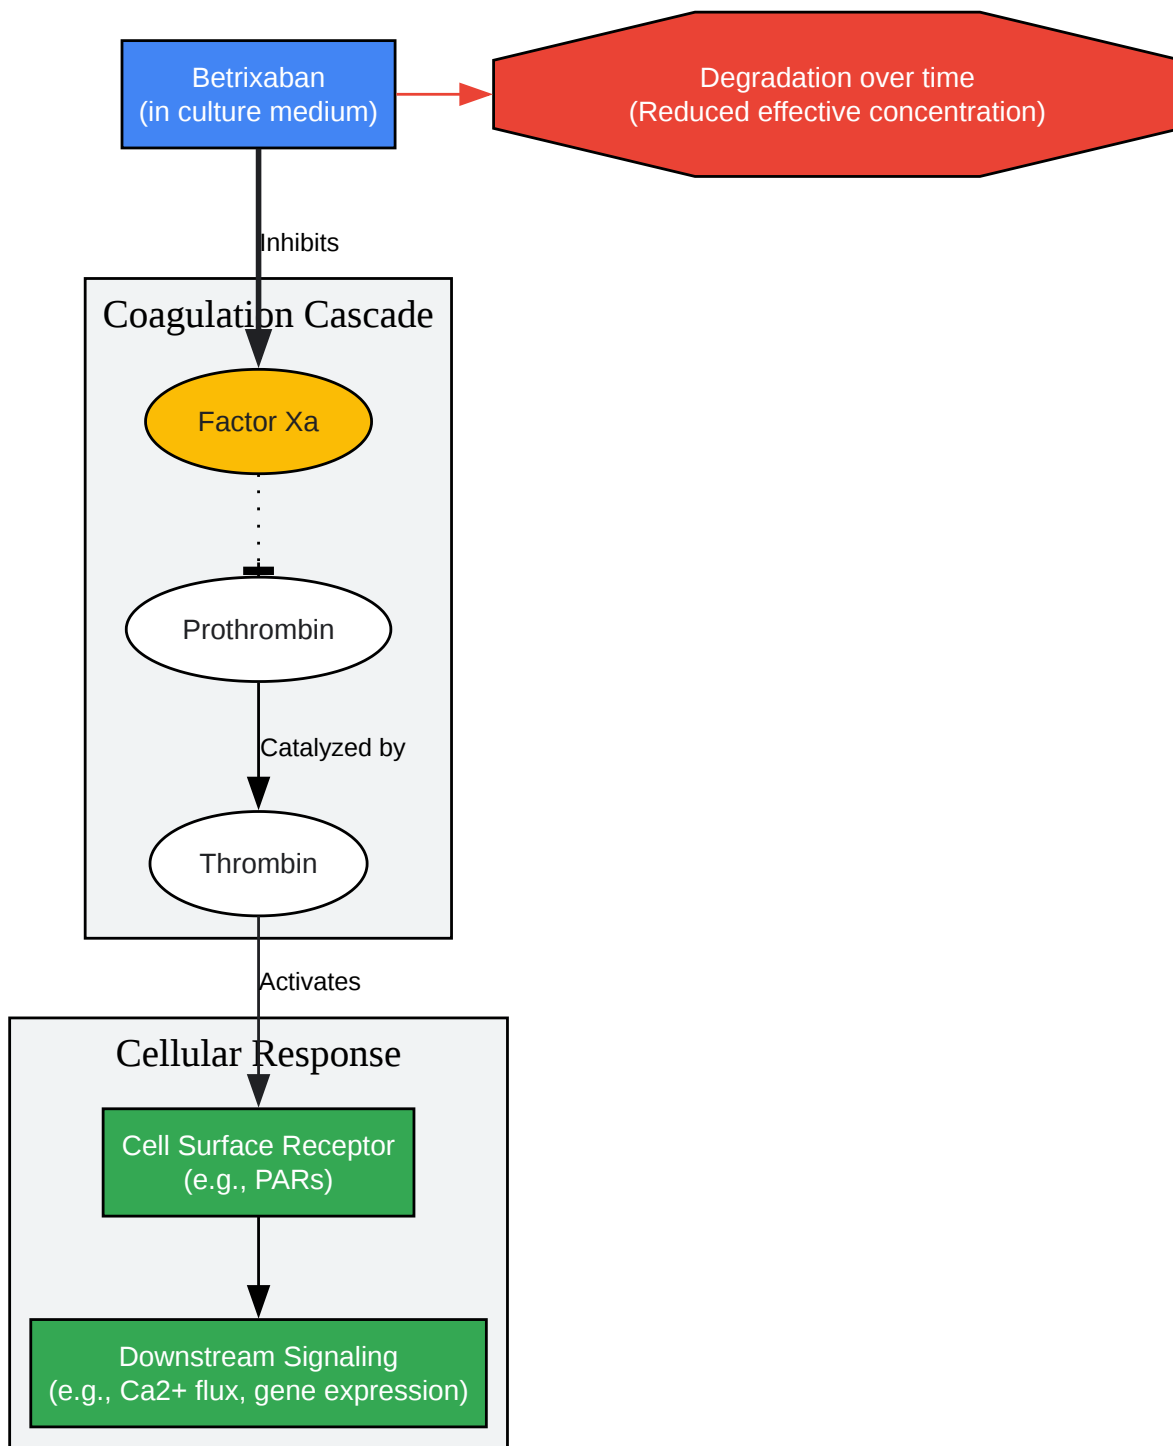 Betrixaban
(in culture medium)
Degradation over time
(Reduced effective concentration)
Inhibits
Coagulation Cascade
Factor Xa
Prothrombin
Catalyzed by
Thrombin
Activates
Cellular Response
Cell Surface Receptor
(e.g., PARs)
Downstream Signaling
(e.g., Ca2+ flux, gene expression)